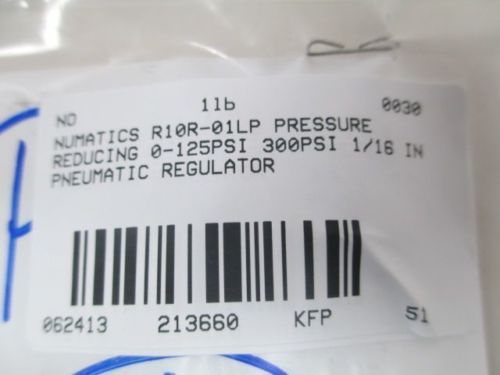 NO 1lb 0030
NUMATICS R10R-01LP PRESSURE
REDUCING 0-125PSI 300PSI 1/16 IN
PNEUMATIC REGULATOR
062413 213660 KFP 51